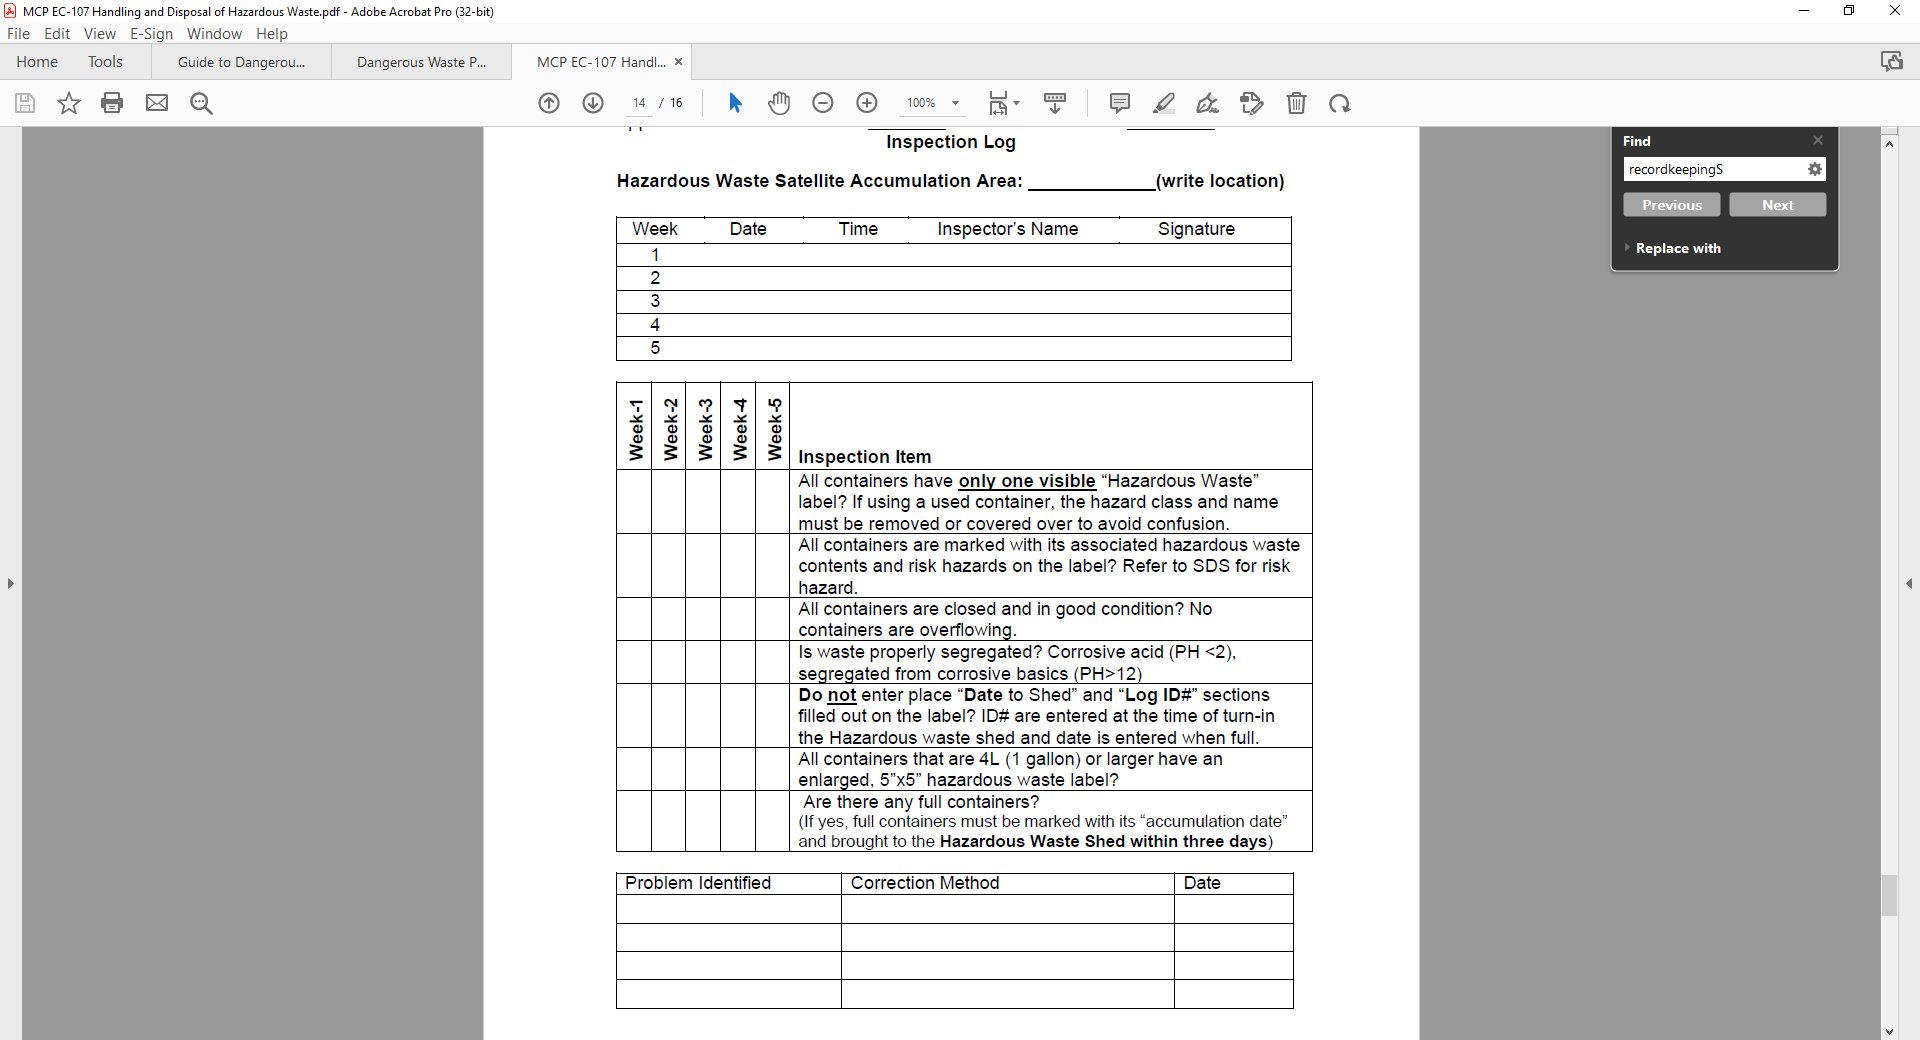 MCP EC-107 Handling and Disposal of Hazardous Waste.pdf - Adobe Acrobat Pro (32-bit)
File Edit View E-Sign Window Help
Home Tools Guide to Dangerou... Dangerous Waste P... MCP EC-107 Handl... ×
14 / 16 100%
Inspection Log
Hazardous Waste Satellite Accumulation Area: ____________(write location)
Week Date Time Inspector's Name Signature
1
2
3
4
5
Week-1 Week-2 Week-3 Week-4 Week-5 Inspection Item
All containers have only one visible “Hazardous Waste”
label? If using a used container, the hazard class and name
must be removed or covered over to avoid confusion.
All containers are marked with its associated hazardous waste
contents and risk hazards on the label? Refer to SDS for risk
hazard.
All containers are closed and in good condition? No
containers are overflowing.
Is waste properly segregated? Corrosive acid (PH <2),
segregated from corrosive basics (PH>12)
Do not enter place “Date to Shed” and “Log ID#” sections
filled out on the label? ID# are entered at the time of turn-in
the Hazardous waste shed and date is entered when full.
All containers that are 4L (1 gallon) or larger have an
enlarged, 5”x5” hazardous waste label?
Are there any full containers?
(If yes, full containers must be marked with its “accumulation date”
and brought to the Hazardous Waste Shed within three days)
Problem Identified Correction Method Date
Find
recordkeepingS
Previous Next
Replace with